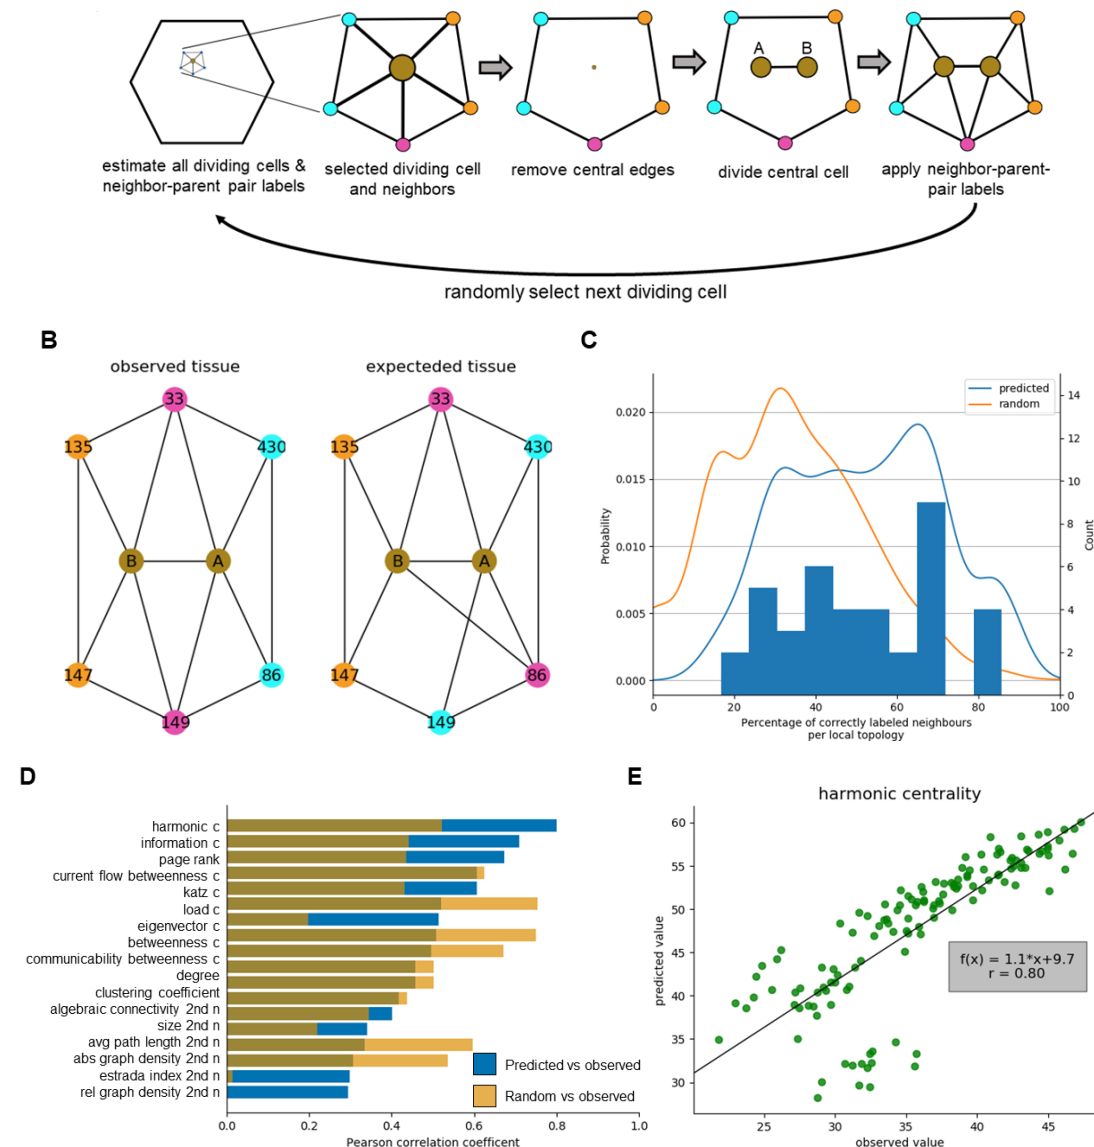 A B
estimate all dividing cells &
neighbor-parent pair labels
selected dividing cell
and neighbors
remove central edges
divide central cell
apply neighbor-parent-
pair labels
randomly select next dividing cell
B
observed tissue
33
135
430
B
A
147
86
149
expecteded tissue
33
135
430
B
A
147
86
149
C
predicted
random
0.020
0.015
0.010
0.005
0.000
Probability
14
12
10
8
6
4
2
0
Count
0 20 40 60 80 100
Percentage of correctly labeled neighbours
per local topology
D
harmonic c
information c
page rank
current flow betweenness c
katz c
load c
eigenvector c
betweenness c
communicability betweenness c
degree
clustering coefficient
algebraic connectivity 2nd n
size 2nd n
avg path length 2nd n
abs graph density 2nd n
estrada index 2nd n
rel graph density 2nd n
Predicted vs observed
Random vs observed
0.0 0.2 0.4 0.6 0.8 1.0
Pearson correlation coefficent
E
harmonic centrality
60
55
50
45
40
35
30
predicted value
f(x) = 1.1*x+9.7
r = 0.80
25 30 35 40 45
observed value